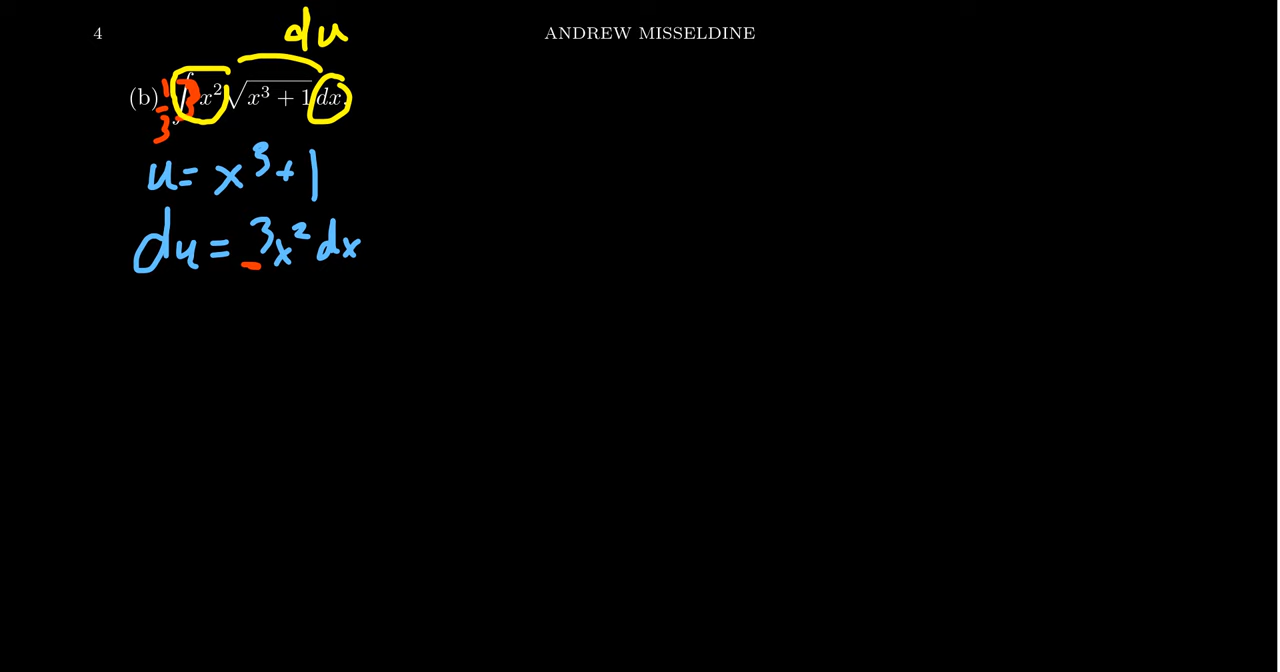 4 ANDREW MISSELDINE
du
(b) 1/3 ∫ 3 x² √(x³ + 1) dx.
u = x³ + 1
du = 3x² dx